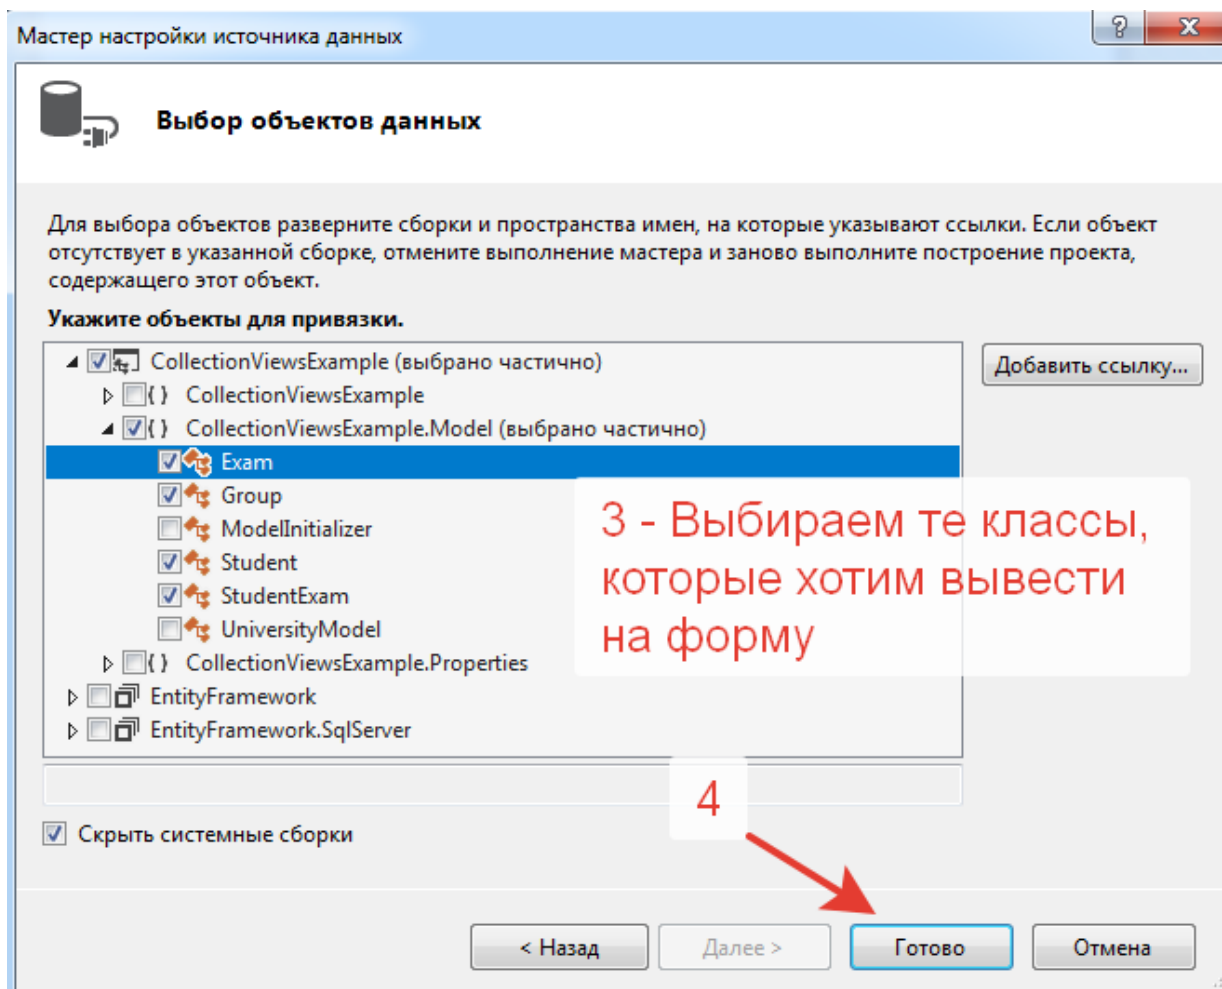 Мастер настройки источника данных
Выбор объектов данных
Для выбора объектов разверните сборки и пространства имен, на которые указывают ссылки. Если объект
отсутствует в указанной сборке, отмените выполнение мастера и заново выполните построение проекта,
содержащего этот объект.
Укажите объекты для привязки.
CollectionViewsExample (выбрано частично)
{ } CollectionViewsExample
{ } CollectionViewsExample.Model (выбрано частично)
Exam
Group
ModelInitializer
Student
StudentExam
UniversityModel
{ } CollectionViewsExample.Properties
EntityFramework
EntityFramework.SqlServer
Добавить ссылку...
3 - Выбираем те классы,
которые хотим вывести
на форму
4
Скрыть системные сборки
< Назад
Далее >
Готово
Отмена